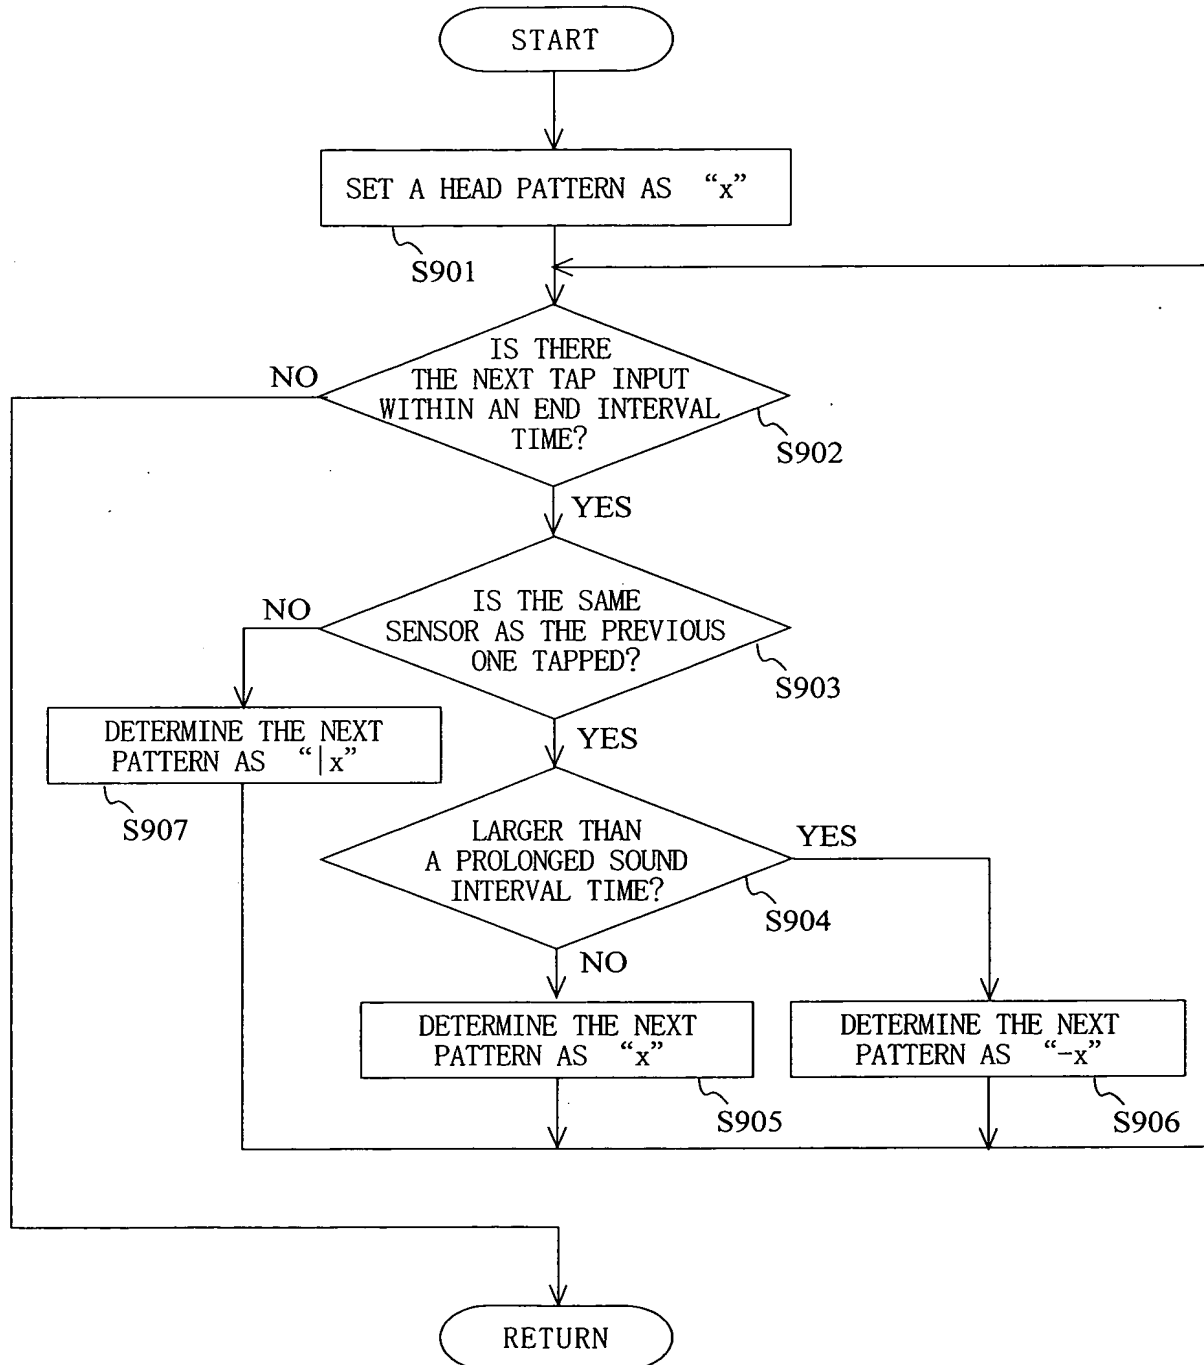 START
SET A HEAD PATTERN AS “x”
S901
IS THERE
THE NEXT TAP INPUT
WITHIN AN END INTERVAL
TIME?
NO
S902
YES
IS THE SAME
SENSOR AS THE PREVIOUS
ONE TAPPED?
NO
S903
YES
DETERMINE THE NEXT
PATTERN AS “|x”
S907
LARGER THAN
A PROLONGED SOUND
INTERVAL TIME?
YES
S904
NO
DETERMINE THE NEXT
PATTERN AS “x”
S905
DETERMINE THE NEXT
PATTERN AS “-x”
S906
RETURN